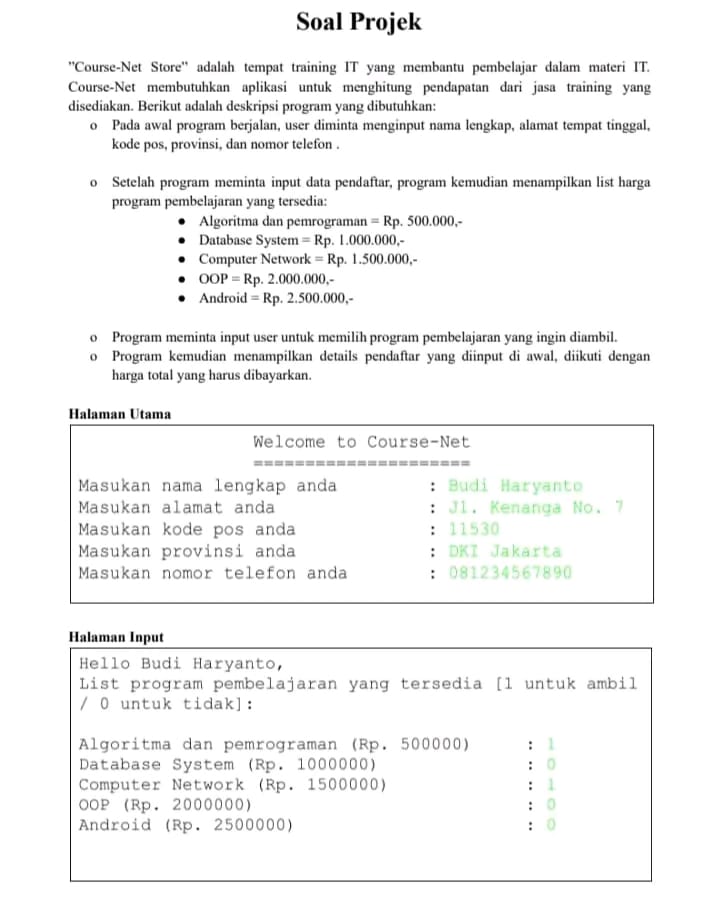 Soal Projek
"Course-Net Store" adalah tempat training IT yang membantu pembelajar dalam materi IT.
Course-Net membutuhkan aplikasi untuk menghitung pendapatan dari jasa training yang
disediakan. Berikut adalah deskripsi program yang dibutuhkan:
o Pada awal program berjalan, user diminta menginput nama lengkap, alamat tempat tinggal,
kode pos, provinsi, dan nomor telefon .
o Setelah program meminta input data pendaftar, program kemudian menampilkan list harga
program pembelajaran yang tersedia:
• Algoritma dan pemrograman = Rp. 500.000,-
• Database System = Rp. 1.000.000,-
• Computer Network = Rp. 1.500.000,-
• OOP = Rp. 2.000.000,-
• Android = Rp. 2.500.000,-
o Program meminta input user untuk memilih program pembelajaran yang ingin diambil.
o Program kemudian menampilkan details pendaftar yang diinput di awal, diikuti dengan
harga total yang harus dibayarkan.
Halaman Utama
Welcome to Course-Net
=====================
Masukan nama lengkap anda : Budi Haryanto
Masukan alamat anda : Jl. Kenanga No. 7
Masukan kode pos anda : 11530
Masukan provinsi anda : DKI Jakarta
Masukan nomor telefon anda : 081234567890
Halaman Input
Hello Budi Haryanto,
List program pembelajaran yang tersedia [1 untuk ambil
/ 0 untuk tidak]:
Algoritma dan pemrograman (Rp. 500000) : 1
Database System (Rp. 1000000) : 0
Computer Network (Rp. 1500000) : 1
OOP (Rp. 2000000) : 0
Android (Rp. 2500000) : 0